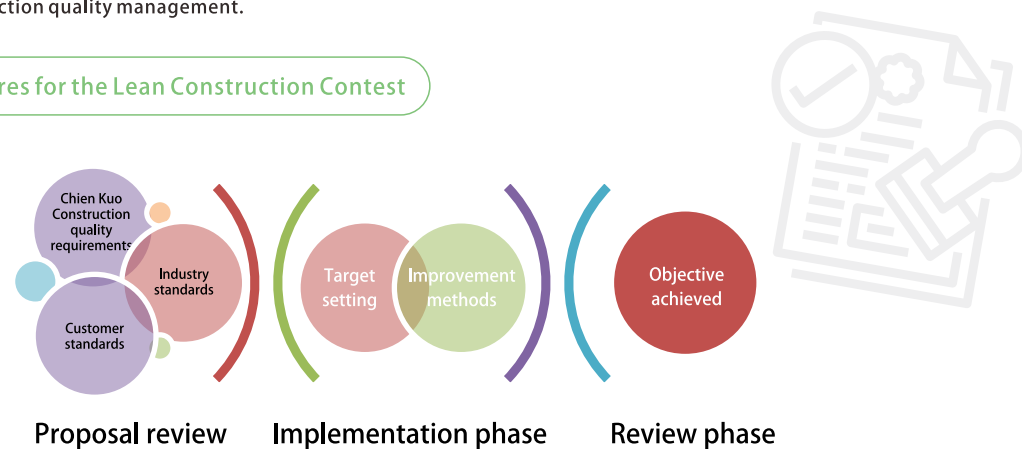 ction quality management.
res for the Lean Construction Contest
Chien Kuo
Construction
quality
requirements
Industry
standards
Customer
standards
Target
setting
Improvement
methods
Objective
achieved
Proposal review
Implementation phase
Review phase